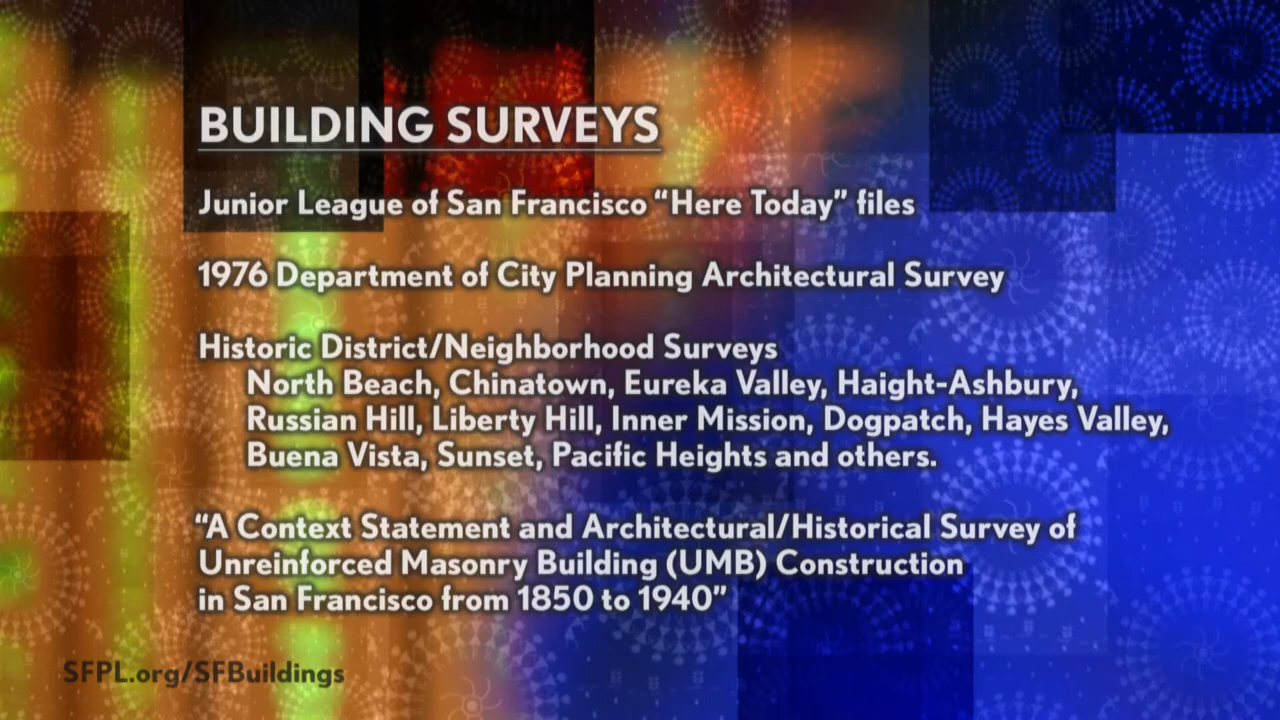 BUILDING SURVEYS
Junior League of San Francisco “Here Today” files
1976 Department of City Planning Architectural Survey
Historic District/Neighborhood Surveys
North Beach, Chinatown, Eureka Valley, Haight-Ashbury,
Russian Hill, Liberty Hill, Inner Mission, Dogpatch, Hayes Valley,
Buena Vista, Sunset, Pacific Heights and others.
“A Context Statement and Architectural/Historical Survey of
Unreinforced Masonry Building (UMB) Construction
in San Francisco from 1850 to 1940”
SFPL.org/SFBuildings